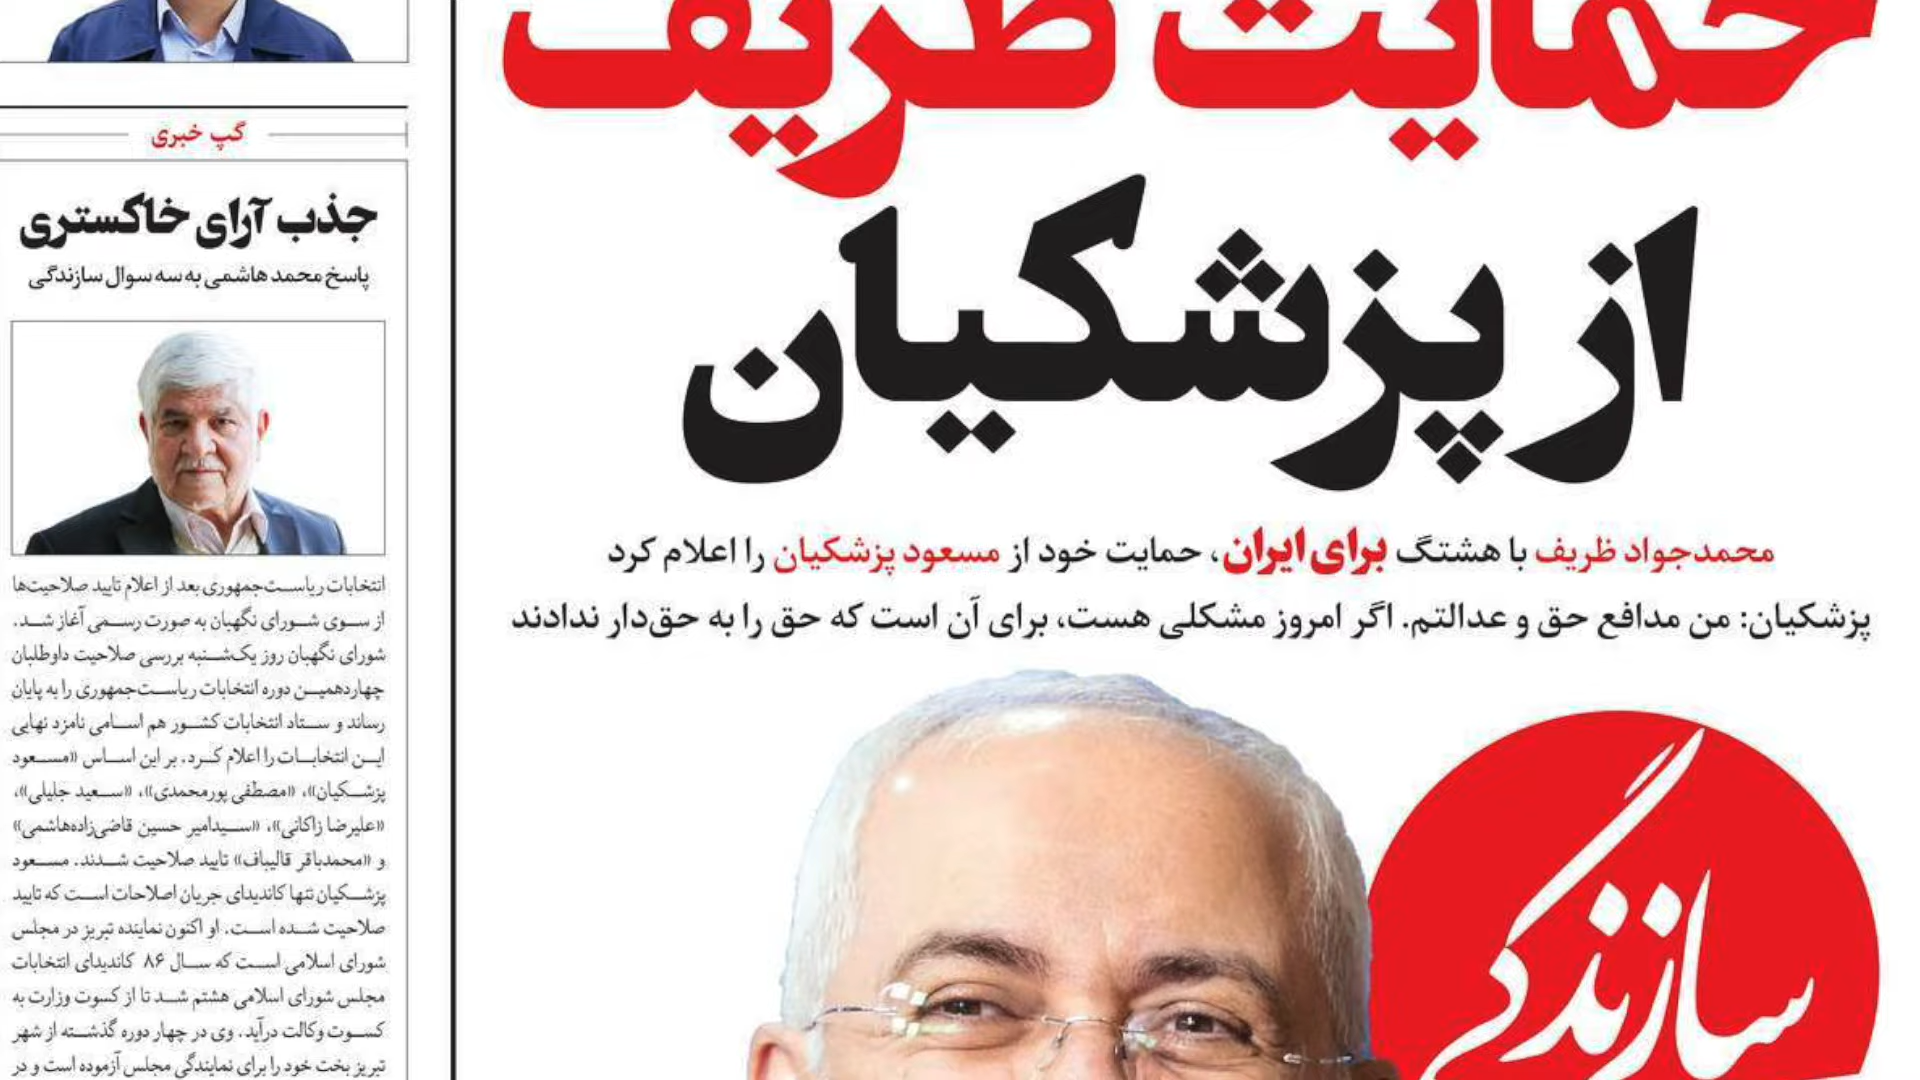 حمایت ظریف
از پزشکیان
محمدجواد ظریف با هشتگ برای ایران، حمایت خود از مسعود پزشکیان را اعلام کرد
پزشکیان: من مدافع حق و عدالتم. اگر امروز مشکلی هست، برای آن است که حق را به حق‌دار ندادند
سازندگی
گپ خبری
جذب آرای خاکستری
پاسخ محمد هاشمی به سه سوال سازندگی
انتخابات ریاست‌جمهوری بعد از اعلام تایید صلاحیت‌ها
از سوی شورای نگهبان به صورت رسمی آغاز شد.
شورای نگهبان روز یک‌شنبه بررسی صلاحیت داوطلبان
چهاردهمین دوره انتخابات ریاست‌جمهوری را به پایان
رساند و ستاد انتخابات کشور هم اسامی نامزد نهایی
این انتخابات را اعلام کرد. بر این اساس «مسعود
پزشکیان»، «مصطفی پورمحمدی»، «سعید جلیلی»،
«علیرضا زاکانی»، «سیدامیر حسین قاضی‌زاده‌هاشمی»
و «محمدباقر قالیباف» تایید صلاحیت شدند. مسعود
پزشکیان تنها کاندیدای جریان اصلاحات است که تایید
صلاحیت شده است. او اکنون نماینده تبریز در مجلس
شورای اسلامی است که سال ۸۶ کاندیدای انتخابات
مجلس شورای اسلامی هشتم شد تا از کسوت وزارت به
کسوت وکالت درآید. وی در چهار دوره گذشته از شهر
تبریز بخت خود را برای نمایندگی مجلس آزموده است و در